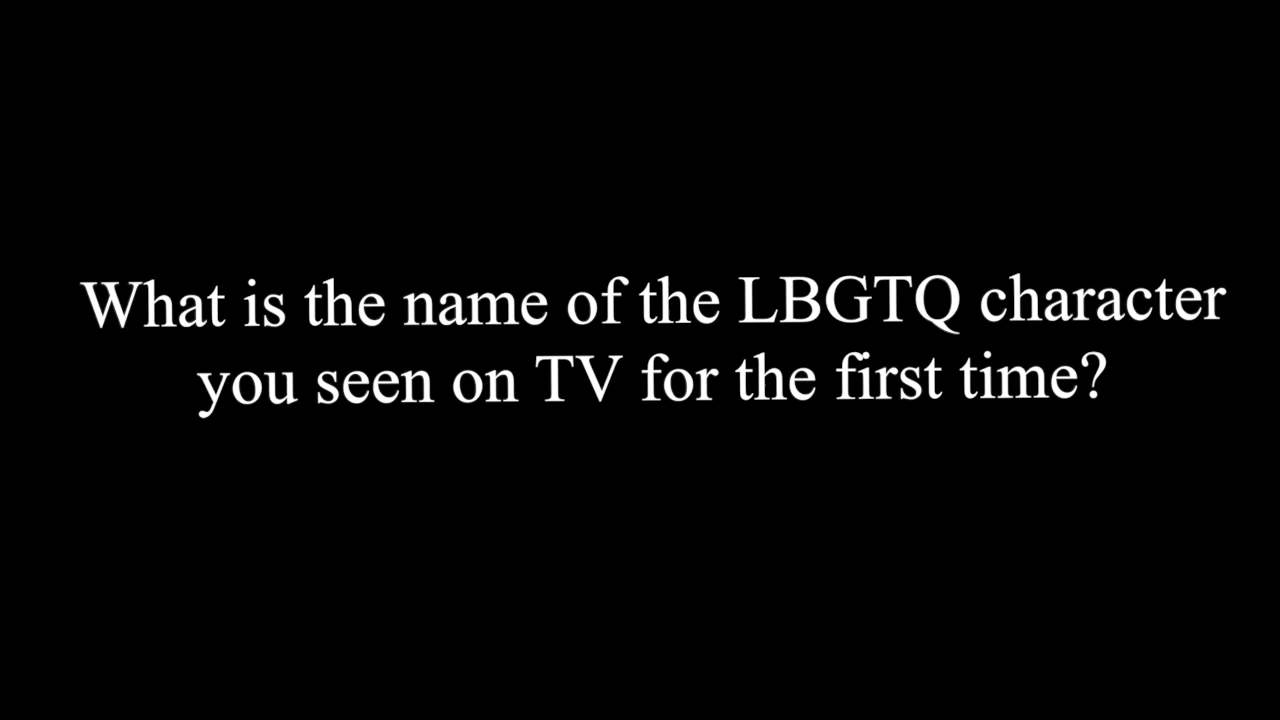 What is the name of the LBGTQ character
you seen on TV for the first time?